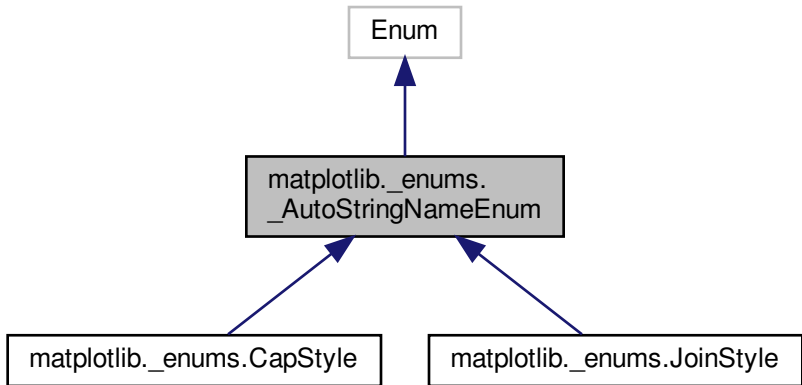 Enum
matplotlib._enums.
_AutoStringNameEnum
matplotlib._enums.CapStyle
matplotlib._enums.JoinStyle